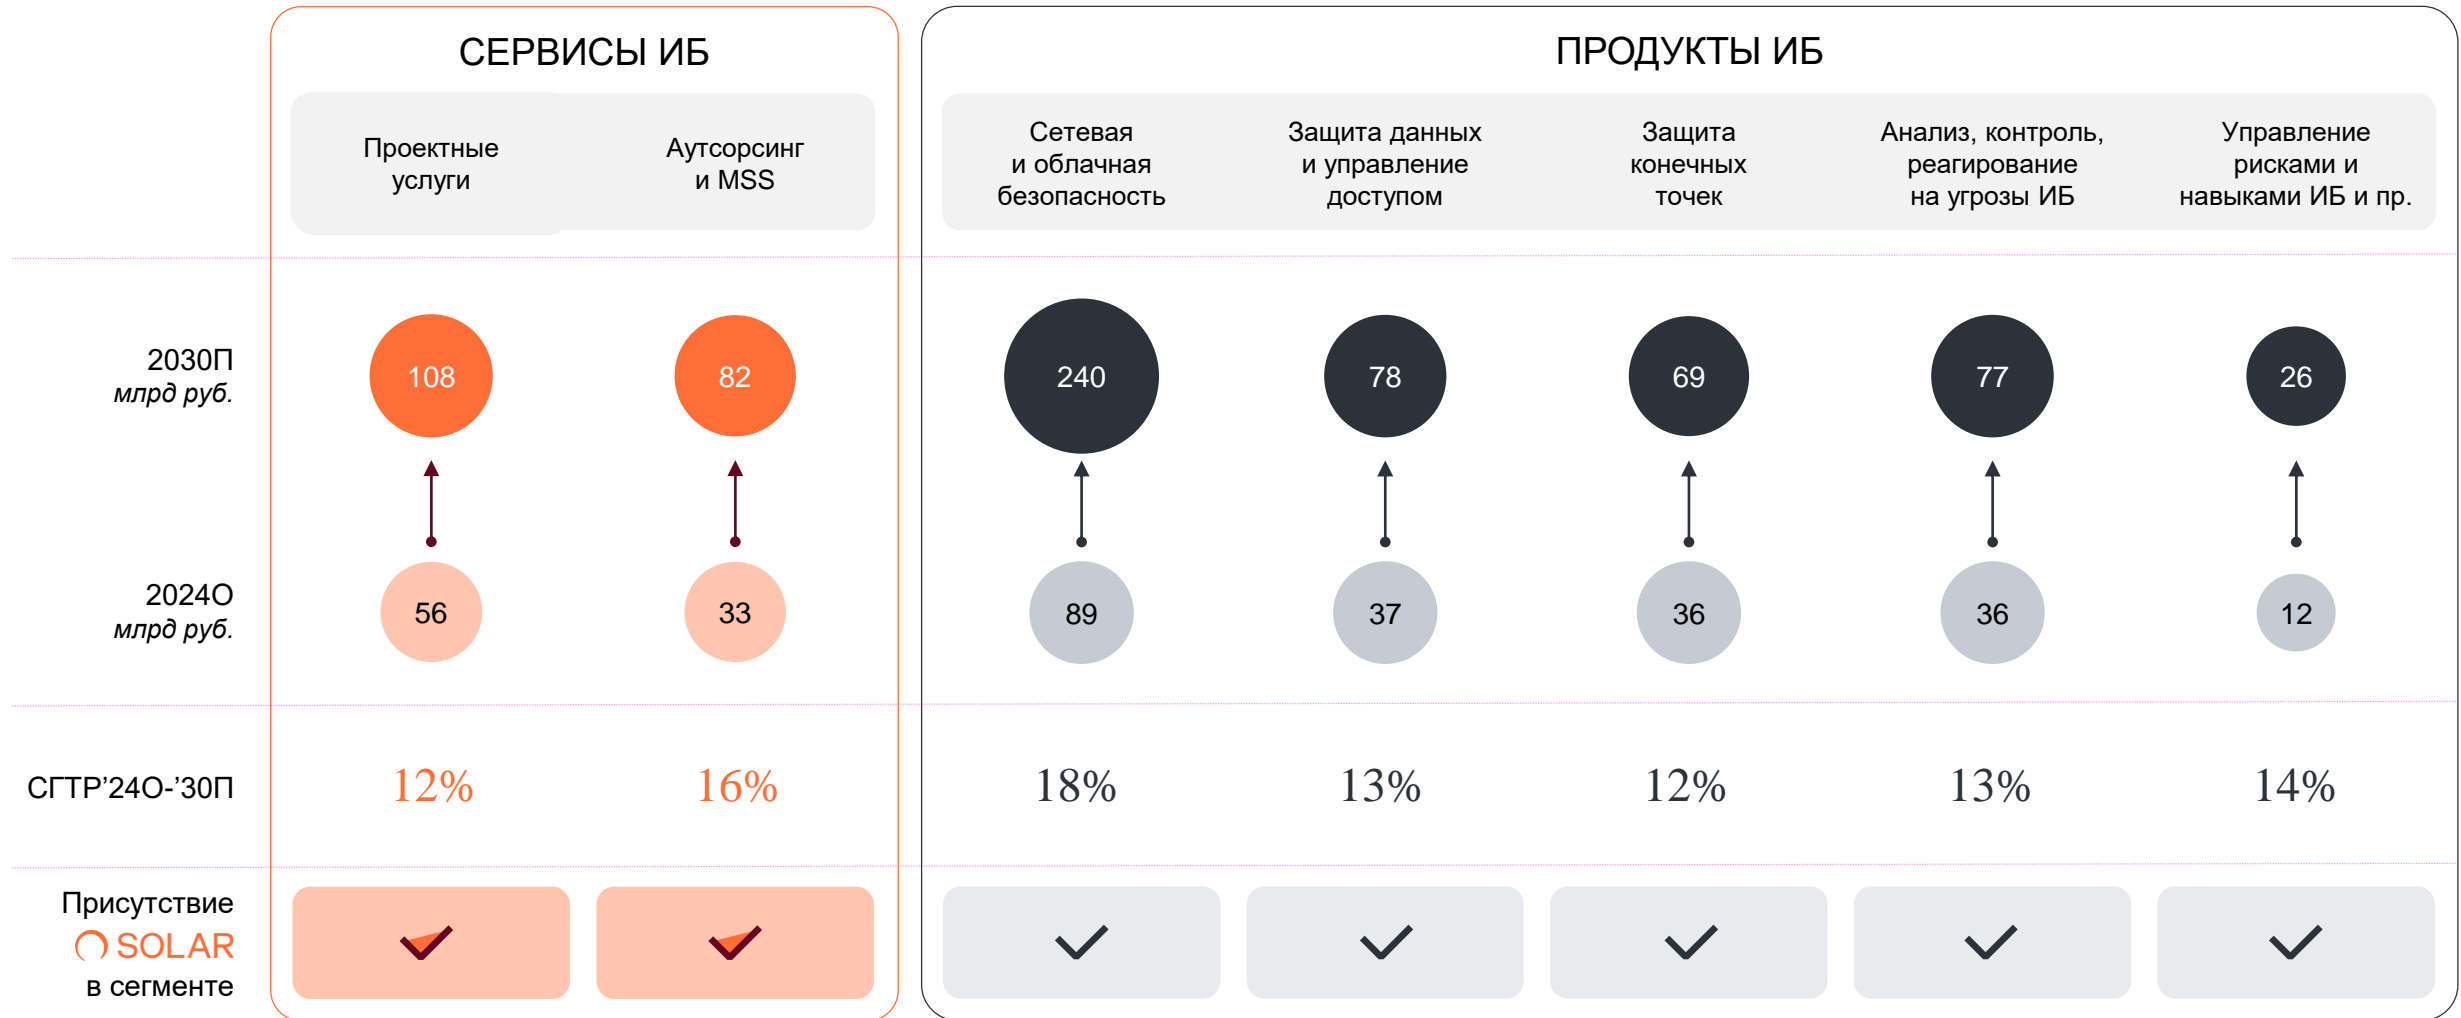 СЕРВИСЫ ИБ
ПРОДУКТЫ ИБ
Проектные
услуги
Аутсорсинг
и MSS
Сетевая
и облачная
безопасность
Защита данных
и управление
доступом
Защита
конечных
точек
Анализ, контроль,
реагирование
на угрозы ИБ
Управление
рисками и
навыками ИБ и пр.
2030П
млрд руб.
108
82
240
78
69
77
26
2024О
млрд руб.
56
33
89
37
36
36
12
СГТР’24О-’30П
12%
16%
18%
13%
12%
13%
14%
Присутствие
SOLAR
в сегменте